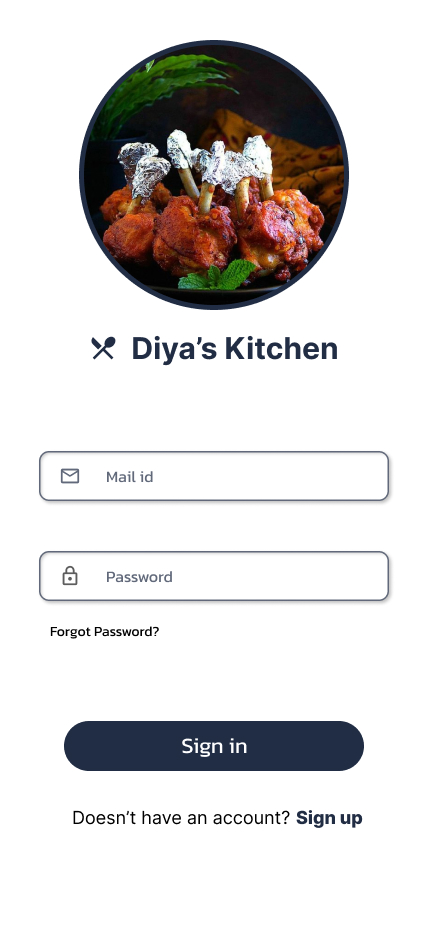 Diya’s Kitchen
Mail id
Password
Forgot Password?
Sign in
Doesn’t have an account? Sign up